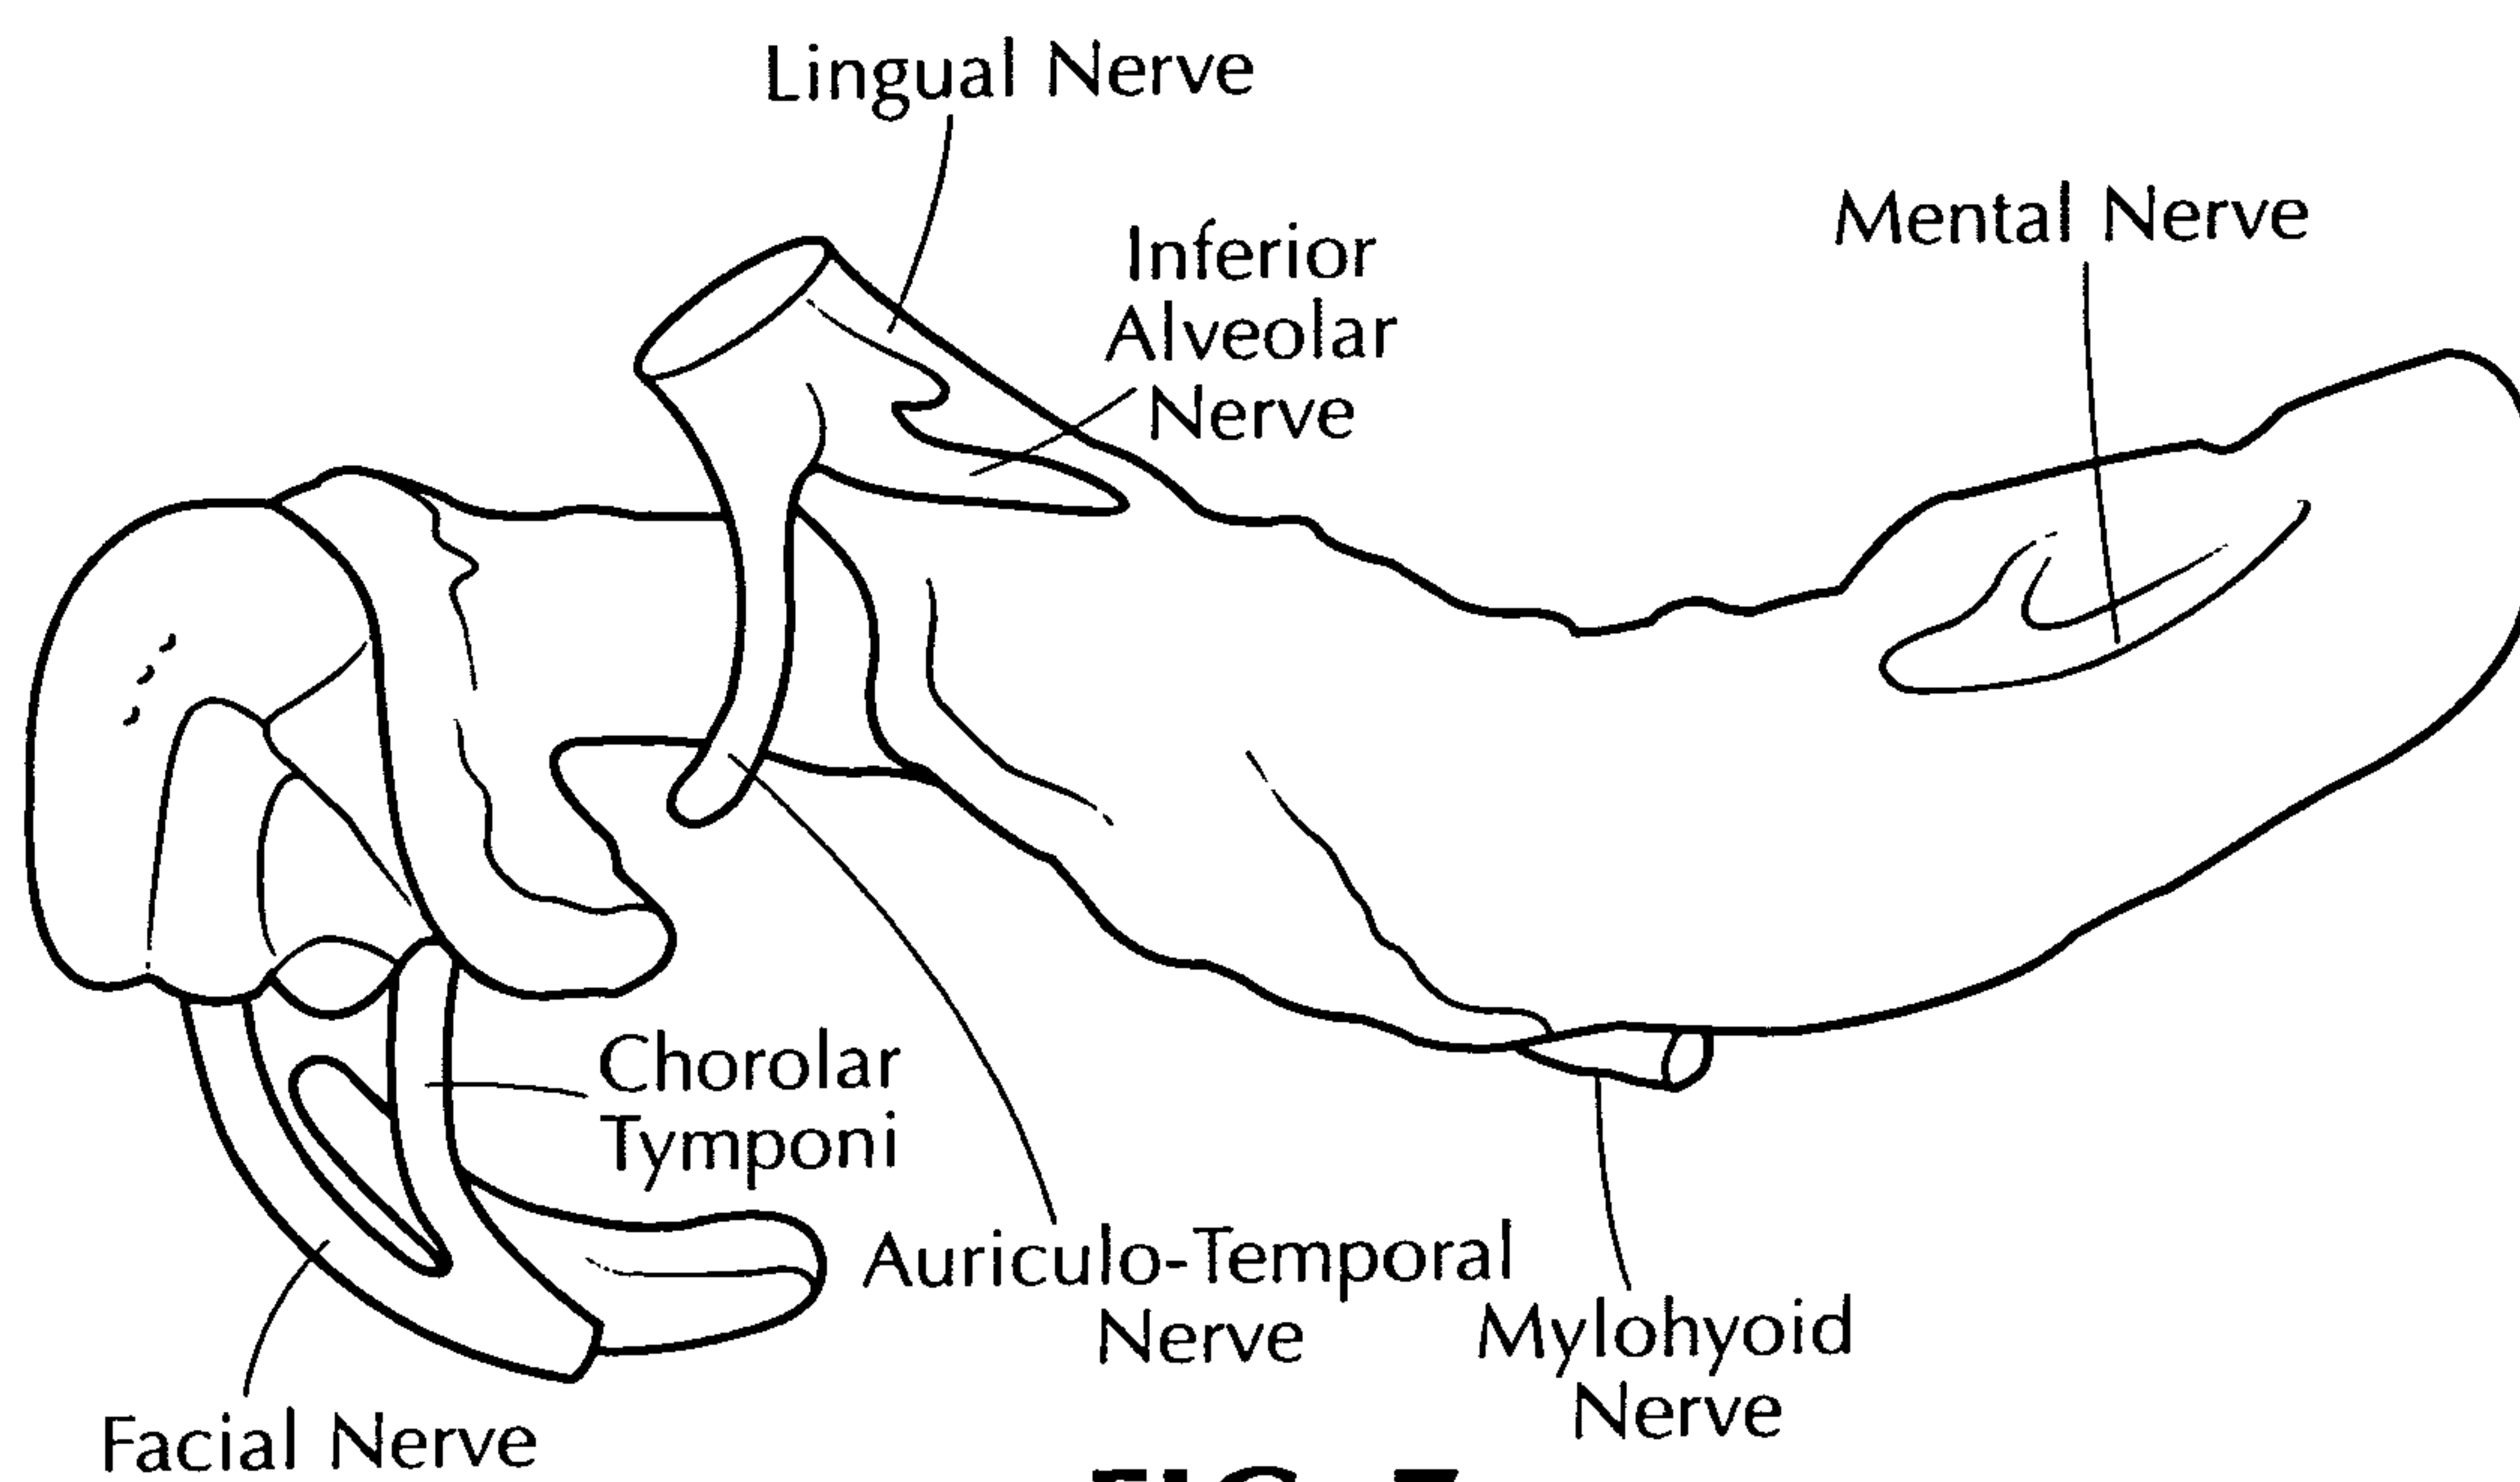 Lingual Nerve
Mental Nerve
Inferior
Alveolar
Nerve
Chorolar
Tymponi
Auriculo-Temporal
Nerve
Mylohyoid
Nerve
Facial Nerve